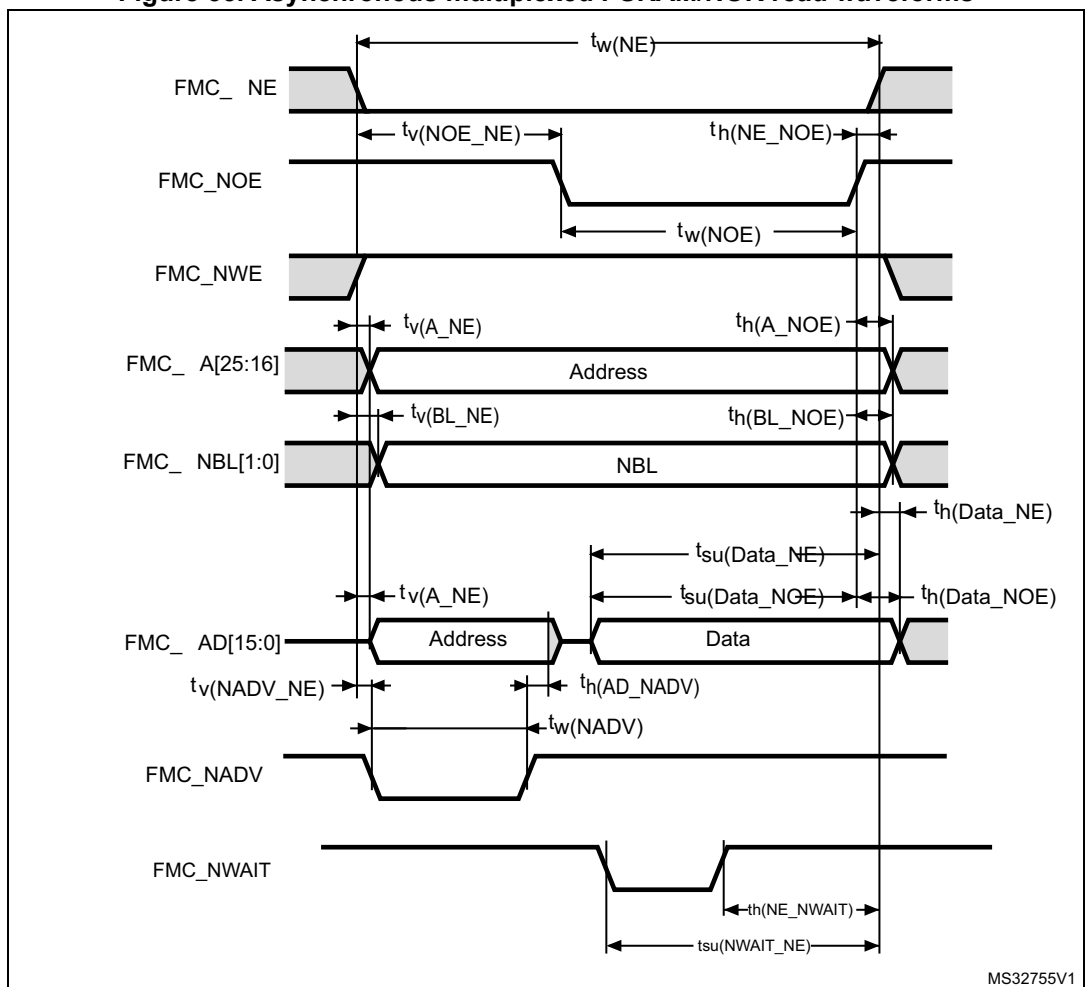 tw(NE)
FMC_ NE
tv(NOE_NE)
th(NE_NOE)
FMC_NOE
tw(NOE)
FMC_NWE
tv(A_NE)
th(A_NOE)
FMC_ A[25:16]
Address
tv(BL_NE)
th(BL_NOE)
FMC_ NBL[1:0]
NBL
th(Data_NE)
tsu(Data_NE)
tv(A_NE)
tsu(Data_NOE)
th(Data_NOE)
FMC_ AD[15:0]
Address
Data
tv(NADV_NE)
th(AD_NADV)
tw(NADV)
FMC_NADV
FMC_NWAIT
th(NE_NWAIT)
tsu(NWAIT_NE)
MS32755V1